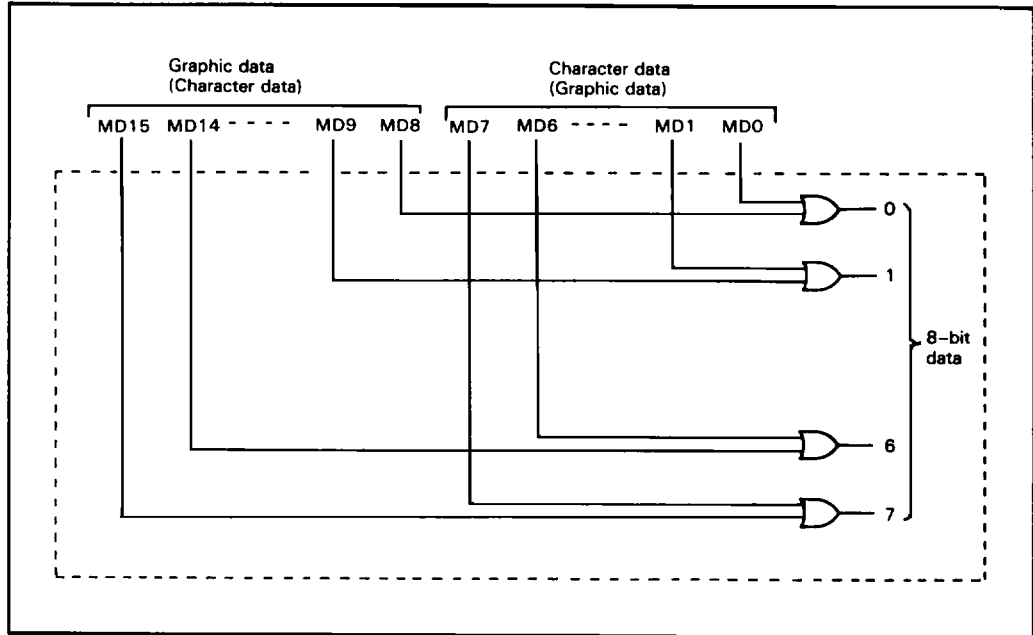 Graphic data
(Character data)
Character data
(Graphic data)
MD15 MD14 ----- MD9 MD8 MD7 MD6 ----- MD1 MD0
0
1
8-bit
data
6
7